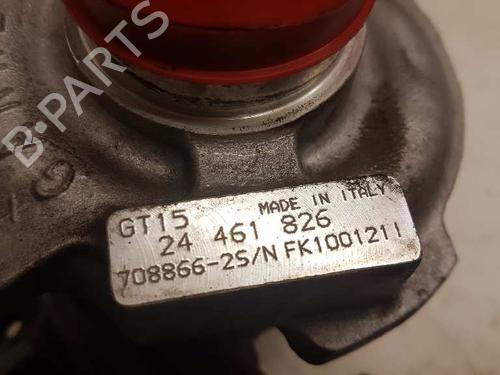 B-PARTS
GT15 MADE IN ITALY
24 461 826
708866-2S/N FK1001211